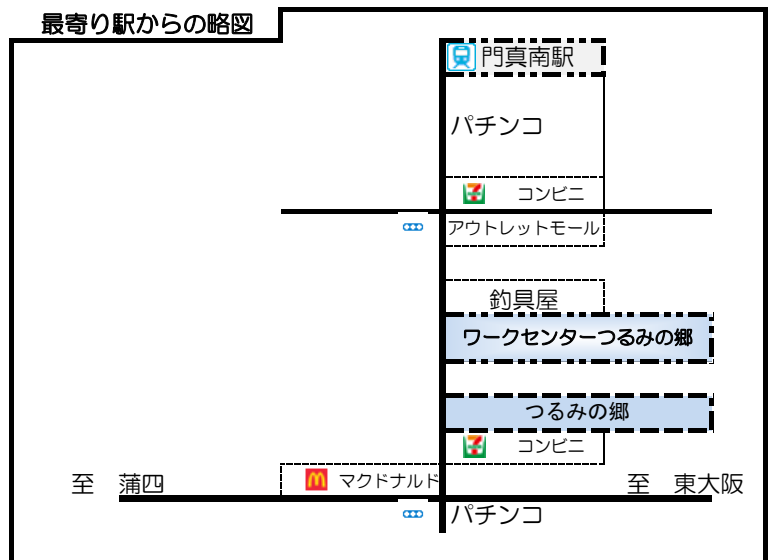 最寄り駅からの略図
門真南駅
パチンコ
コンビニ
アウトレットモール
釣具屋
ワークセンターつるみの郷
つるみの郷
コンビニ
マクドナルド
至　蒲四
至　東大阪
パチンコ